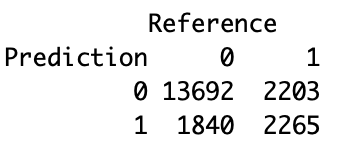 Reference
Prediction 0 1
0 13692 2203
1 1840 2265